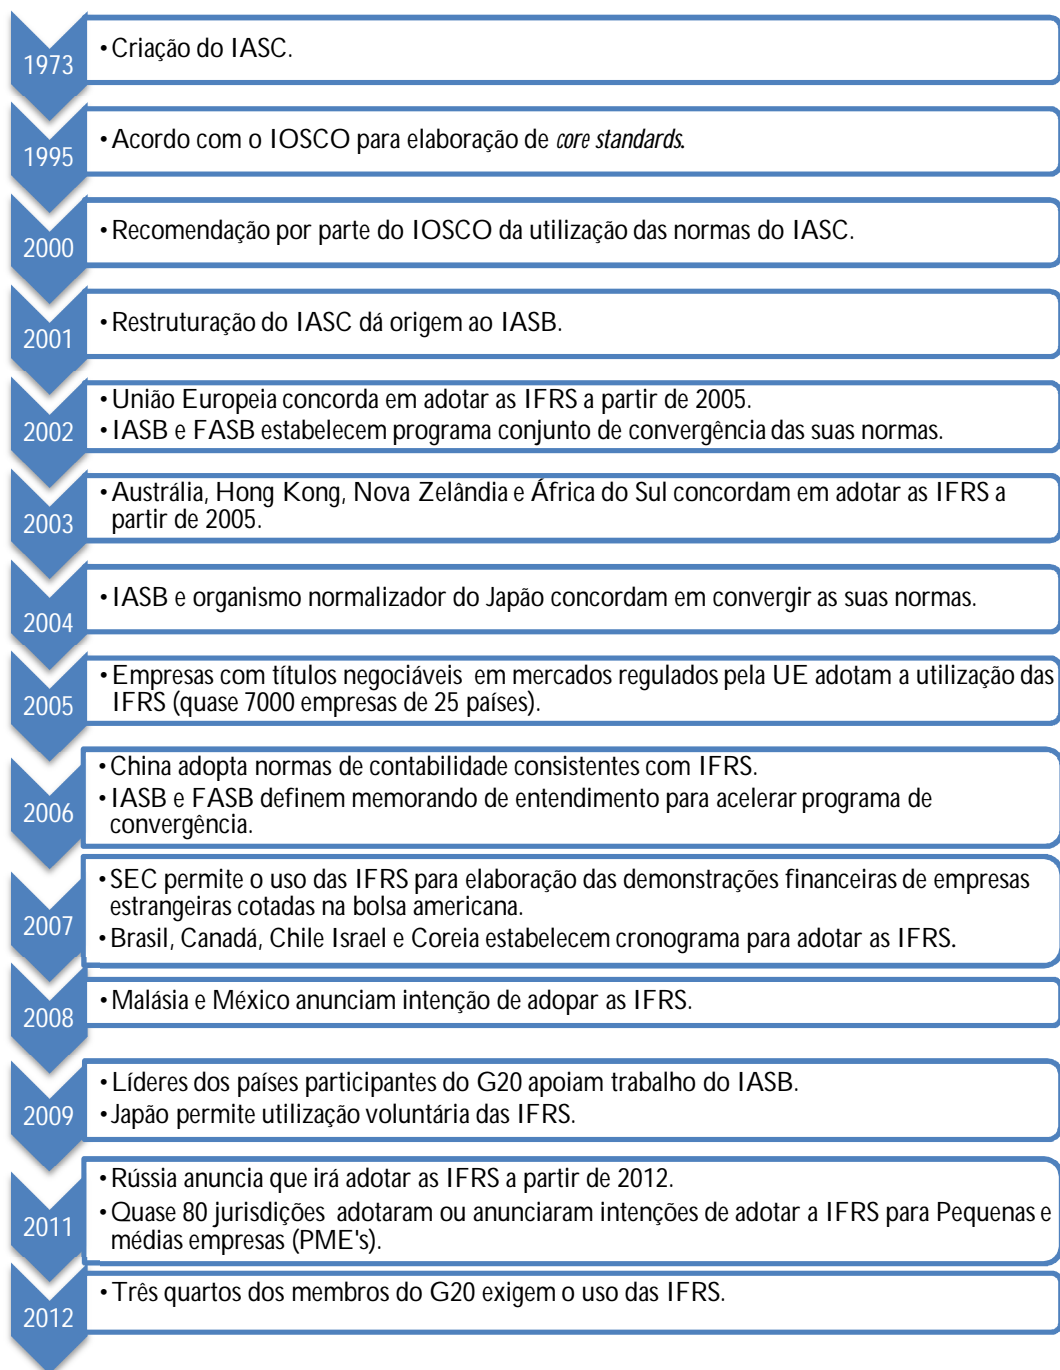 1973
• Criação do IASC.
1995
• Acordo com o IOSCO para elaboração de core standards.
2000
• Recomendação por parte do IOSCO da utilização das normas do IASC.
2001
• Restruturação do IASC dá origem ao IASB.
2002
• União Europeia concorda em adotar as IFRS a partir de 2005.
• IASB e FASB estabelecem programa conjunto de convergência das suas normas.
2003
• Austrália, Hong Kong, Nova Zelândia e África do Sul concordam em adotar as IFRS a
partir de 2005.
2004
• IASB e organismo normalizador do Japão concordam em convergir as suas normas.
2005
• Empresas com títulos negociáveis em mercados regulados pela UE adotam a utilização das
IFRS (quase 7000 empresas de 25 países).
2006
• China adopta normas de contabilidade consistentes com IFRS.
• IASB e FASB definem memorando de entendimento para acelerar programa de
convergência.
2007
• SEC permite o uso das IFRS para elaboração das demonstrações financeiras de empresas
estrangeiras cotadas na bolsa americana.
• Brasil, Canadá, Chile Israel e Coreia estabelecem cronograma para adotar as IFRS.
2008
• Malásia e México anunciam intenção de adopar as IFRS.
2009
• Líderes dos países participantes do G20 apoiam trabalho do IASB.
• Japão permite utilização voluntária das IFRS.
2011
• Rússia anuncia que irá adotar as IFRS a partir de 2012.
• Quase 80 jurisdições adotaram ou anunciaram intenções de adotar a IFRS para Pequenas e
médias empresas (PME's).
2012
• Três quartos dos membros do G20 exigem o uso das IFRS.